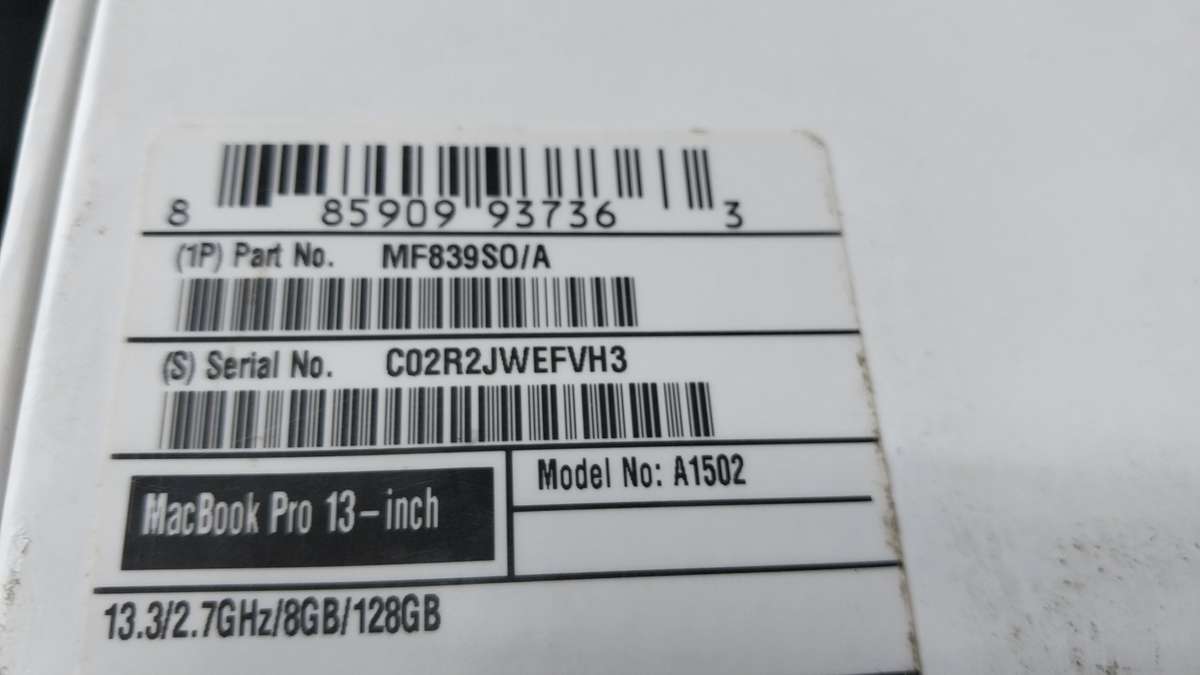 8 85909 93736 3
(1P) Part No. MF839SO/A
(S) Serial No. C02R2JWEFVH3
MacBook Pro 13-inch
Model No: A1502
13.3/2.7GHz/8GB/128GB